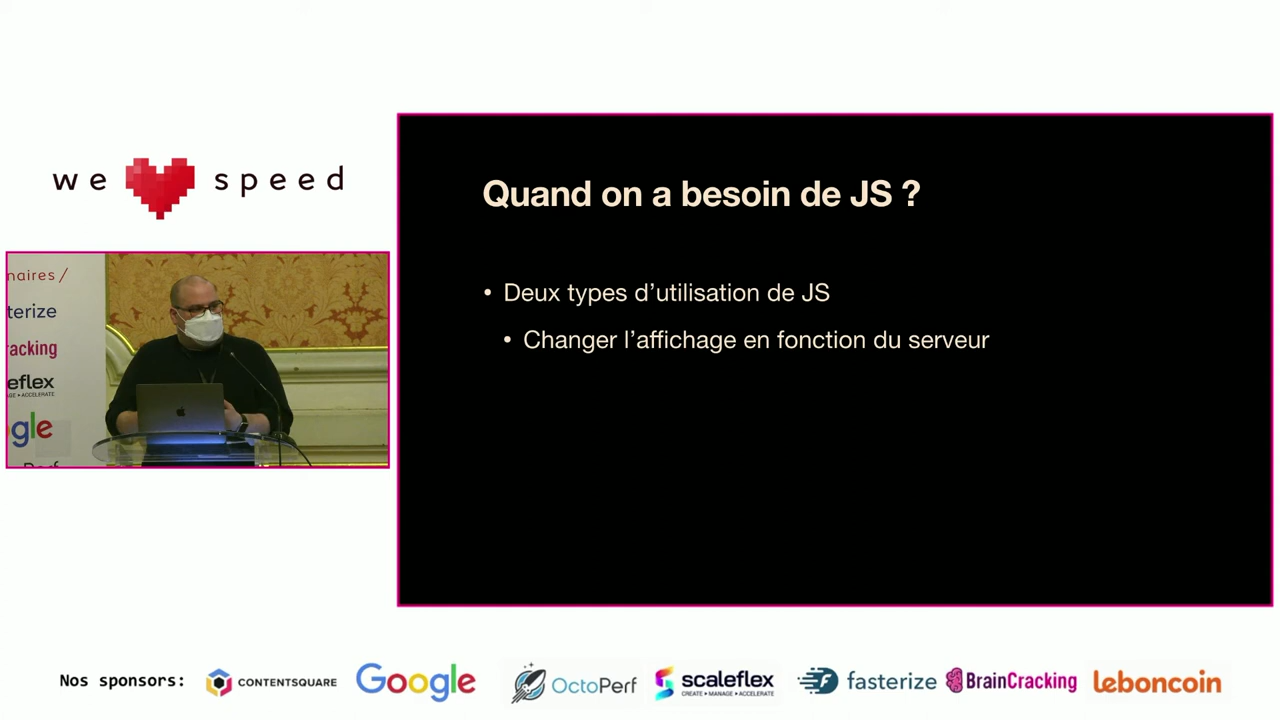 we speed
naires/
terize
racking
eflex
gle
Quand on a besoin de JS ?
• Deux types d’utilisation de JS
• Changer l’affichage en fonction du serveur
Nos sponsors:
CONTENTSQUARE
Google
OctoPerf
scaleflex
CREATE • MANAGE • ACCELERATE
fasterize
BrainCracking
leboncoin